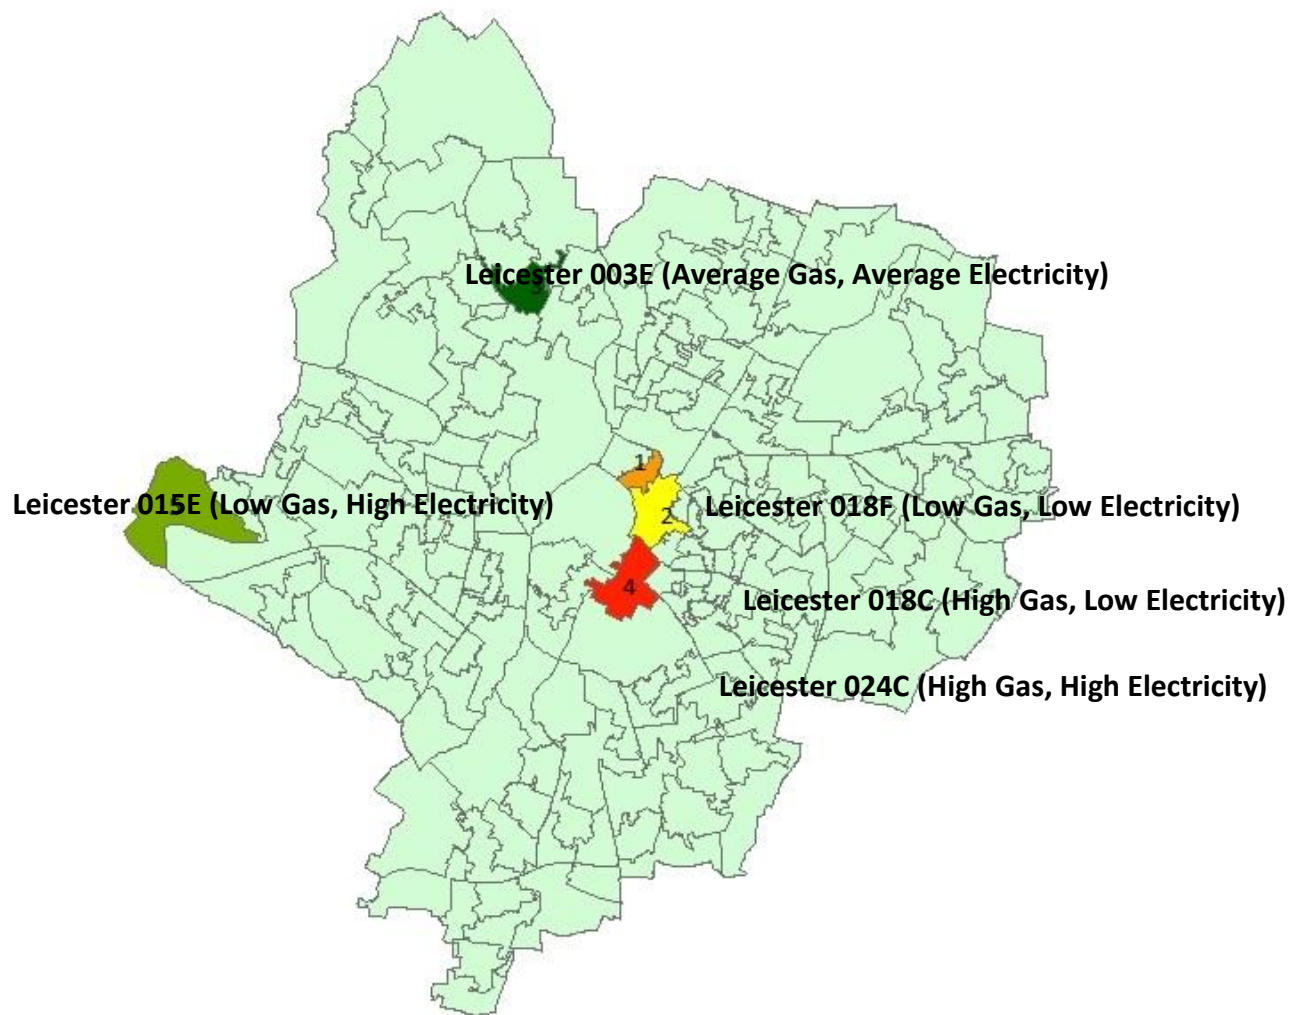 Leicester 003E (Average Gas, Average Electricity)
3
1
Leicester 015E (Low Gas, High Electricity)
Leicester 018F (Low Gas, Low Electricity)
2
4
Leicester 018C (High Gas, Low Electricity)
Leicester 024C (High Gas, High Electricity)